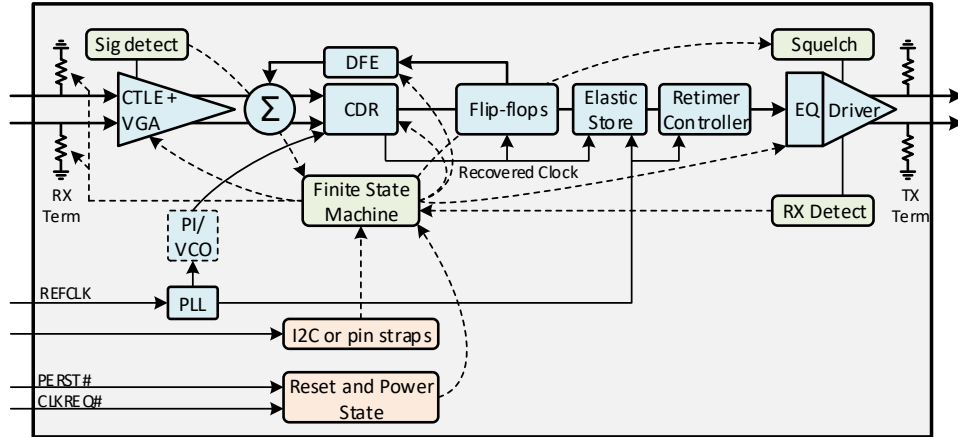 Sig detect
DFE
Squelch
CTLE +
VGA
Σ
CDR
Flip-flops
Elastic
Store
Retimer
Controller
EQ
Driver
Recovered Clock
RX
Term
Finite State
Machine
TX
Term
RX Detect
PI/
VCO
REFCLK
PLL
I2C or pin straps
PERST#
CLKREQ#
Reset and Power
State